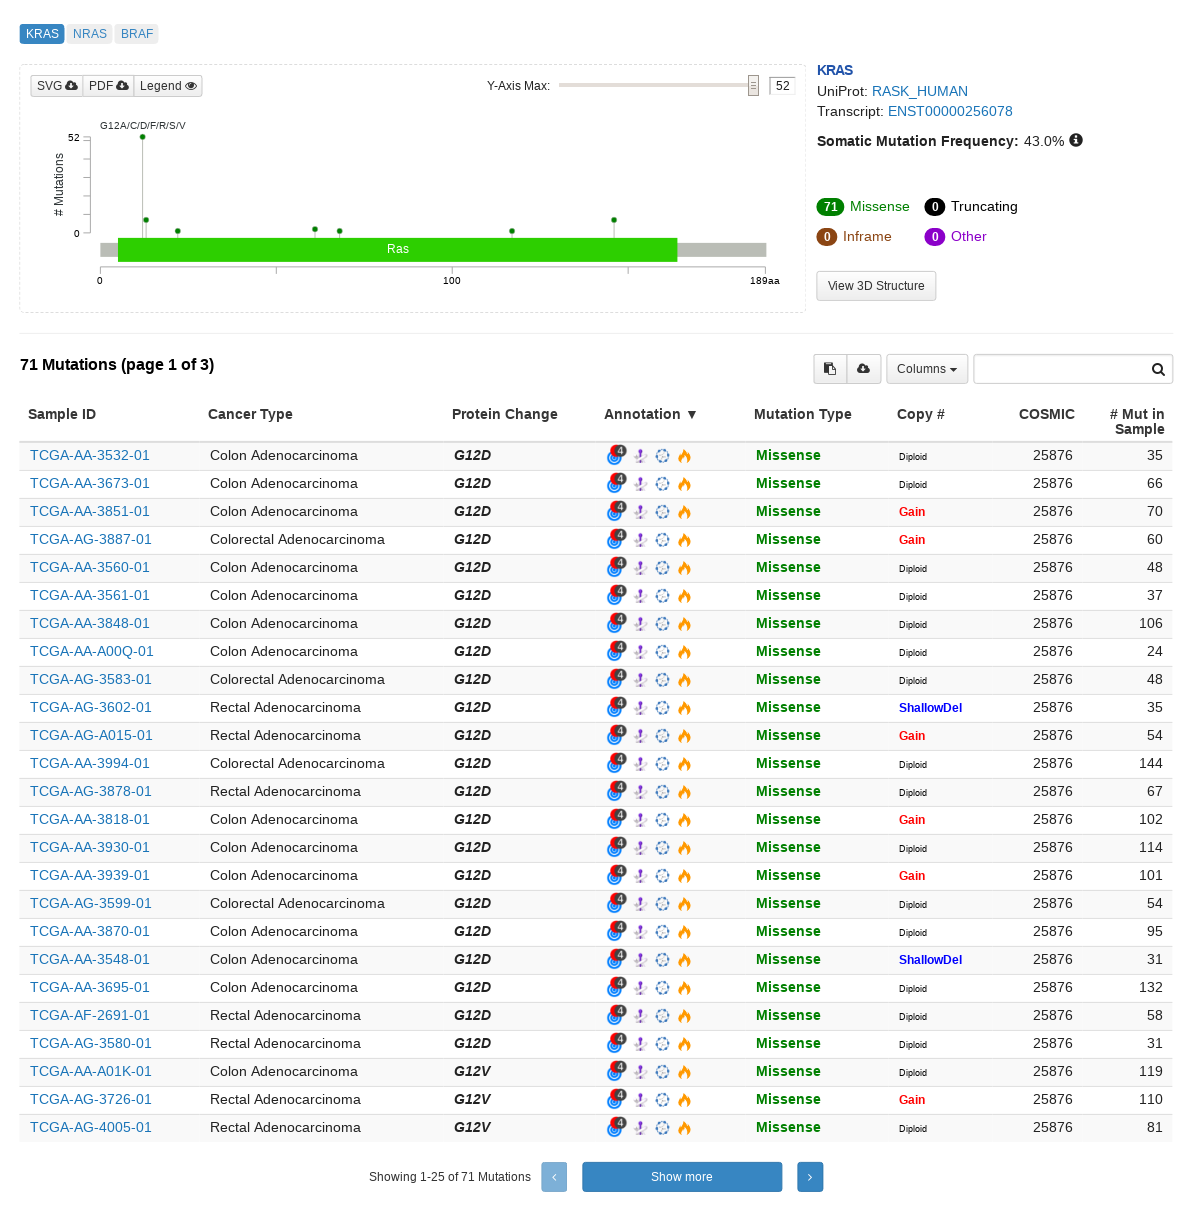 KRAS NRAS BRAF
SVG PDF Legend Y-Axis Max: 52
KRAS
UniProt: RASK_HUMAN
Transcript: ENST00000256078
Somatic Mutation Frequency: 43.0%
G12A/C/D/F/R/S/V
52
# Mutations
0
Ras
0 100 189aa
71 Missense 0 Truncating
0 Inframe 0 Other
View 3D Structure
71 Mutations (page 1 of 3) Columns
Sample ID Cancer Type Protein Change Annotation ▼ Mutation Type Copy # COSMIC # Mut in
Sample
TCGA-AA-3532-01 Colon Adenocarcinoma G12D 4 Missense Diploid 25876 35
TCGA-AA-3673-01 Colon Adenocarcinoma G12D 4 Missense Diploid 25876 66
TCGA-AA-3851-01 Colon Adenocarcinoma G12D 4 Missense Gain 25876 70
TCGA-AG-3887-01 Colorectal Adenocarcinoma G12D 4 Missense Gain 25876 60
TCGA-AA-3560-01 Colon Adenocarcinoma G12D 4 Missense Diploid 25876 48
TCGA-AA-3561-01 Colon Adenocarcinoma G12D 4 Missense Diploid 25876 37
TCGA-AA-3848-01 Colon Adenocarcinoma G12D 4 Missense Diploid 25876 106
TCGA-AA-A00Q-01 Colon Adenocarcinoma G12D 4 Missense Diploid 25876 24
TCGA-AG-3583-01 Colorectal Adenocarcinoma G12D 4 Missense Diploid 25876 48
TCGA-AG-3602-01 Rectal Adenocarcinoma G12D 4 Missense ShallowDel 25876 35
TCGA-AG-A015-01 Rectal Adenocarcinoma G12D 4 Missense Gain 25876 54
TCGA-AA-3994-01 Colorectal Adenocarcinoma G12D 4 Missense Diploid 25876 144
TCGA-AG-3878-01 Rectal Adenocarcinoma G12D 4 Missense Diploid 25876 67
TCGA-AA-3818-01 Colon Adenocarcinoma G12D 4 Missense Gain 25876 102
TCGA-AA-3930-01 Colon Adenocarcinoma G12D 4 Missense Diploid 25876 114
TCGA-AA-3939-01 Colon Adenocarcinoma G12D 4 Missense Gain 25876 101
TCGA-AG-3599-01 Colorectal Adenocarcinoma G12D 4 Missense Diploid 25876 54
TCGA-AA-3870-01 Colon Adenocarcinoma G12D 4 Missense Diploid 25876 95
TCGA-AA-3548-01 Colon Adenocarcinoma G12D 4 Missense ShallowDel 25876 31
TCGA-AA-3695-01 Colon Adenocarcinoma G12D 4 Missense Diploid 25876 132
TCGA-AF-2691-01 Rectal Adenocarcinoma G12D 4 Missense Diploid 25876 58
TCGA-AG-3580-01 Rectal Adenocarcinoma G12D 4 Missense Diploid 25876 31
TCGA-AA-A01K-01 Colon Adenocarcinoma G12V 4 Missense Diploid 25876 119
TCGA-AG-3726-01 Rectal Adenocarcinoma G12V 4 Missense Gain 25876 110
TCGA-AG-4005-01 Rectal Adenocarcinoma G12V 4 Missense Diploid 25876 81
Showing 1-25 of 71 Mutations ‹ Show more ›